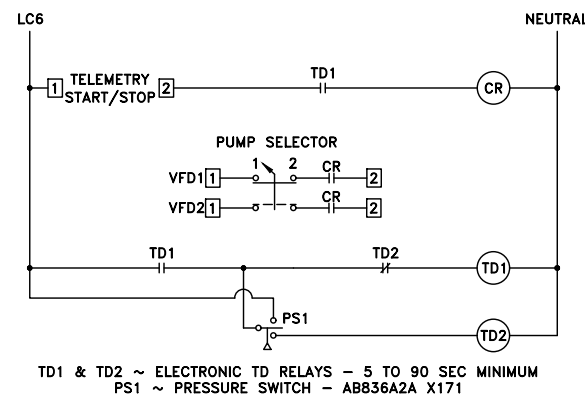 LC6 NEUTRAL
TELEMETRY
1 START/STOP 2
TD1
CR
PUMP SELECTOR
1 2
VFD1 1 CR 2
VFD2 1 CR 2
TD1 TD2
TD1
PS1
TD2
TD1 & TD2 ~ ELECTRONIC TD RELAYS – 5 TO 90 SEC MINIMUM
PS1 ~ PRESSURE SWITCH – AB836A2A X171